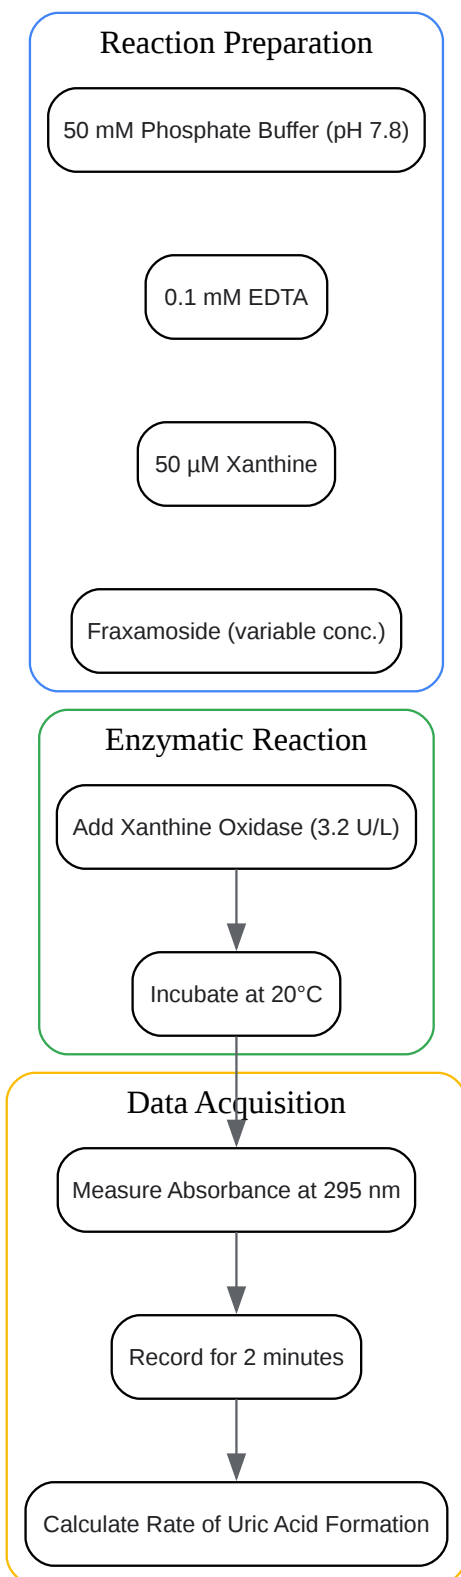 Reaction Preparation
50 mM Phosphate Buffer (pH 7.8)
0.1 mM EDTA
50 µM Xanthine
Fraxamoside (variable conc.)
Enzymatic Reaction
Add Xanthine Oxidase (3.2 U/L)
Incubate at 20°C
Data Acquisition
Measure Absorbance at 295 nm
Record for 2 minutes
Calculate Rate of Uric Acid Formation